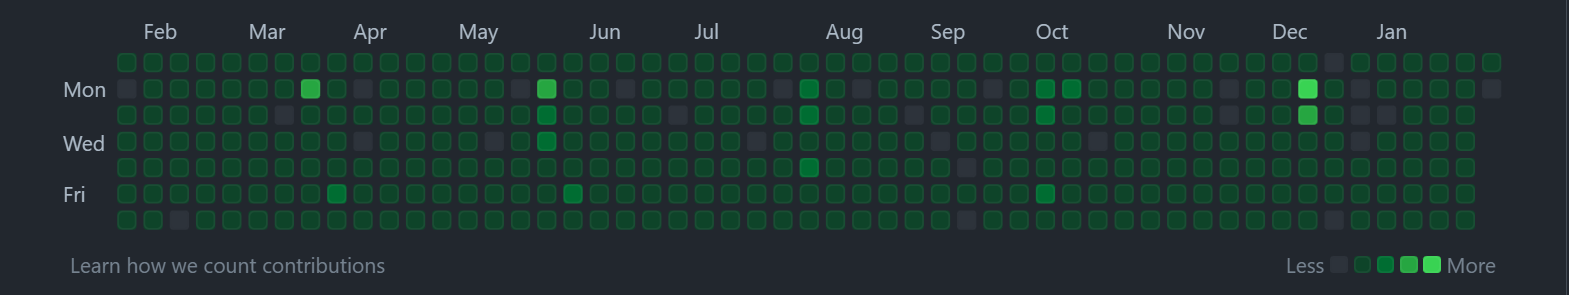 Feb Mar Apr May Jun Jul Aug Sep Oct Nov Dec Jan
Mon
Wed
Fri
Learn how we count contributions Less More